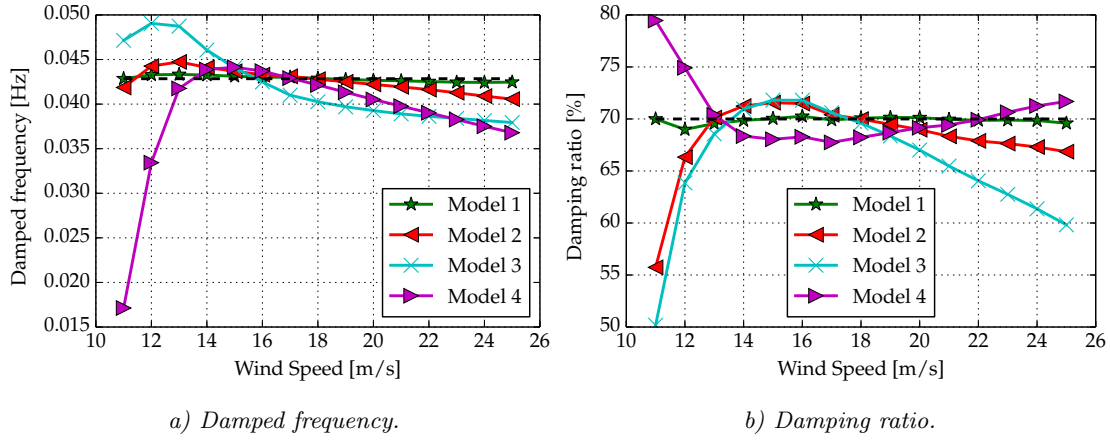 0.050
0.045
0.040
0.035
0.030
0.025
0.020
0.015
Damped frequency [Hz]
10 12 14 16 18 20 22 24 26
Wind Speed [m/s]
Model 1
Model 2
Model 3
Model 4
a) Damped frequency.
80
75
70
65
60
55
50
Damping ratio [%]
10 12 14 16 18 20 22 24 26
Wind Speed [m/s]
Model 1
Model 2
Model 3
Model 4
b) Damping ratio.